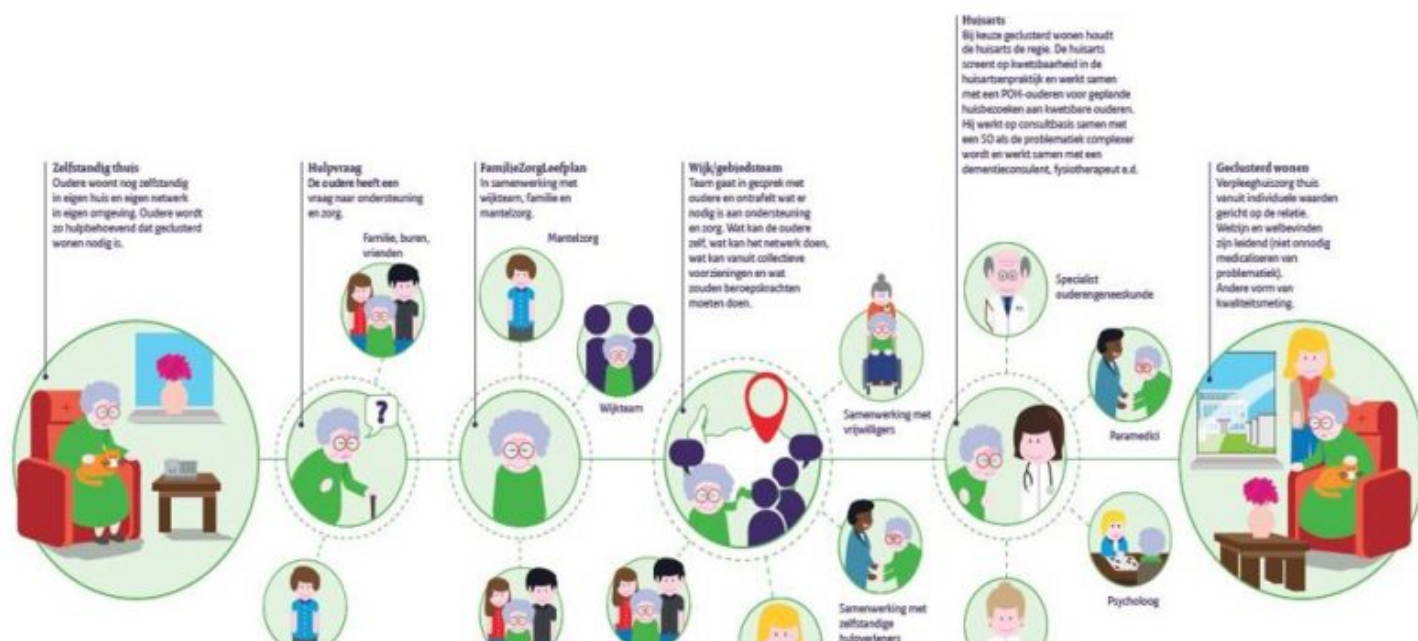 Zelfstandig thuis
Oudere woont nog zelfstandig
in eigen huis en eigen netwerk
in eigen omgeving. Oudere wordt
zo hulpbehoevend dat geclusterd
wonen nodig is.
Hulpvraag
De oudere heeft een
vraag naar ondersteuning
en zorg.
Familie, buren,
vrienden
FamilieZorgLeefplan
In samenwerking met
wijkteam, familie en
mantelzorg.
Mantelzorg
Wijkteam
Wijk/gebiedsteam
Team gaat in gesprek met
oudere en ontrafelt wat er
nodig is aan ondersteuning
en zorg. Wat kan de oudere
zelf, wat kan het netwerk doen,
wat kan vanuit collectieve
voorzieningen en wat
zouden beroepskrachten
moeten doen.
Samenwerking met
vrijwilligers
Samenwerking met
zelfstandige
hulpverleners
Huisarts
Bij keuze geclusterd wonen houdt
de huisarts de regie. De huisarts
screent op kwetsbaarheid in de
huisartsenpraktijk en werkt samen
met een POH-ouderen voor geplande
huisbezoeken aan kwetsbare ouderen.
Hij werkt op consultbasis samen met
een SO als de problematiek complexer
wordt en werkt samen met een
dementieconsulent, fysiotherapeut e.d.
Specialist
ouderengeneeskunde
Paramedici
Psycholoog
Geclusterd wonen
Verpleeghuiszorg thuis
vanuit individuele waarden
gericht op de relatie.
Welzijn en welbevinden
zijn leidend (niet onnodig
medicaliseren van
problematiek).
Andere vorm van
kwaliteitsmeting.
?